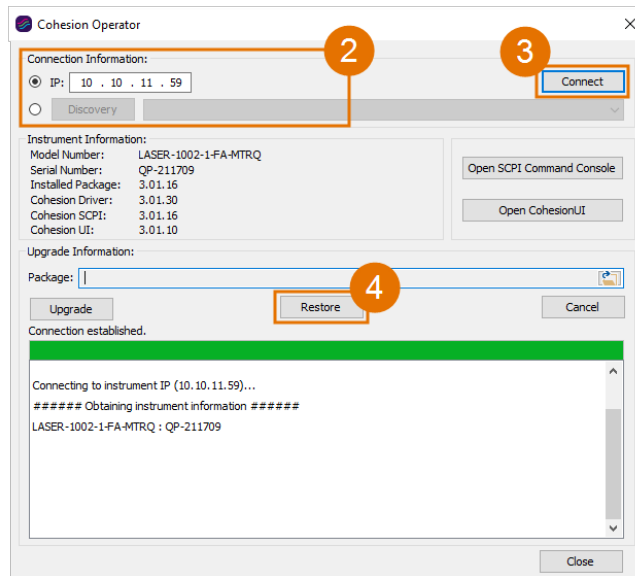 Cohesion Operator
2
3
Connection Information:
IP: 10 . 10 . 11 . 59
Connect
Discovery
Instrument Information:
Model Number: LASER-1002-1-FA-MTRQ
Serial Number: QP-211709
Installed Package: 3.01.16
Cohesion Driver: 3.01.30
Cohesion SCPI: 3.01.16
Cohesion UI: 3.01.10
Open SCPI Command Console
Open CohesionUI
Upgrade Information:
Package:
4
Upgrade
Restore
Cancel
Connection established.
Connecting to instrument IP (10.10.11.59)...
###### Obtaining instrument information ######
LASER-1002-1-FA-MTRQ : QP-211709
Close